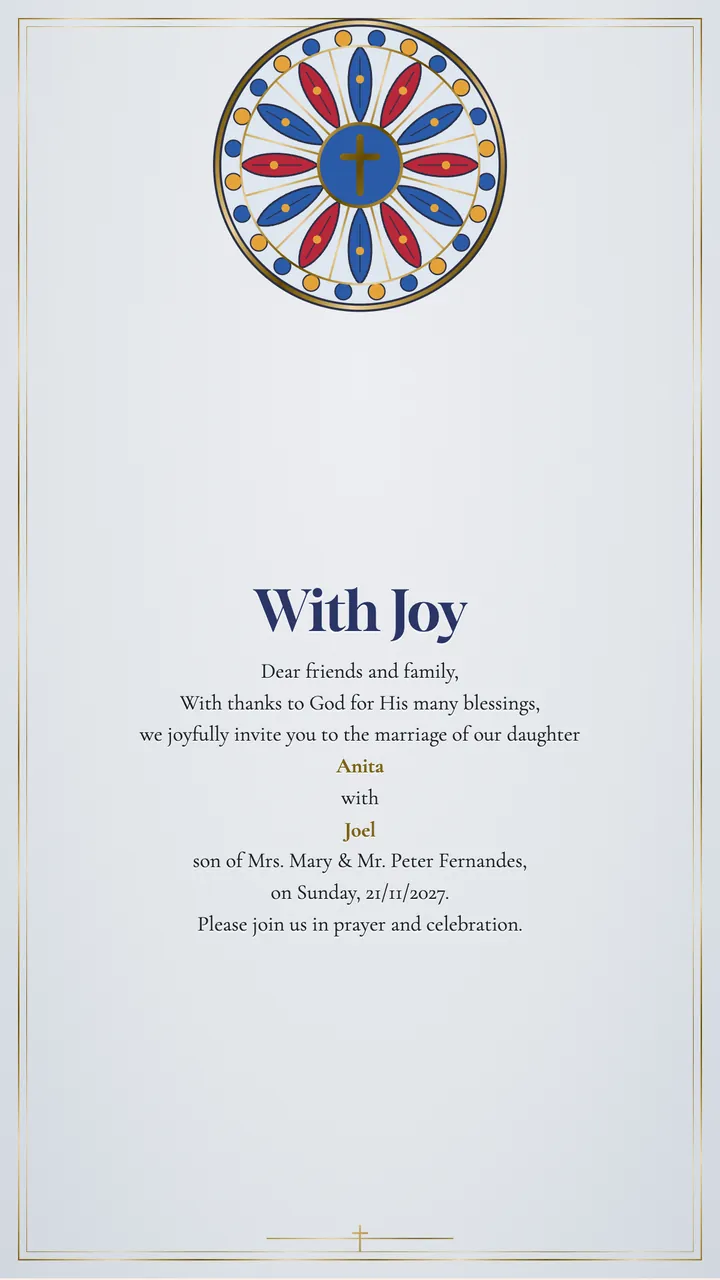 With Joy
Dear friends and family,
With thanks to God for His many blessings,
we joyfully invite you to the marriage of our daughter
Anita
with
Joel
son of Mrs. Mary & Mr. Peter Fernandes,
on Sunday, 21/11/2027.
Please join us in prayer and celebration.